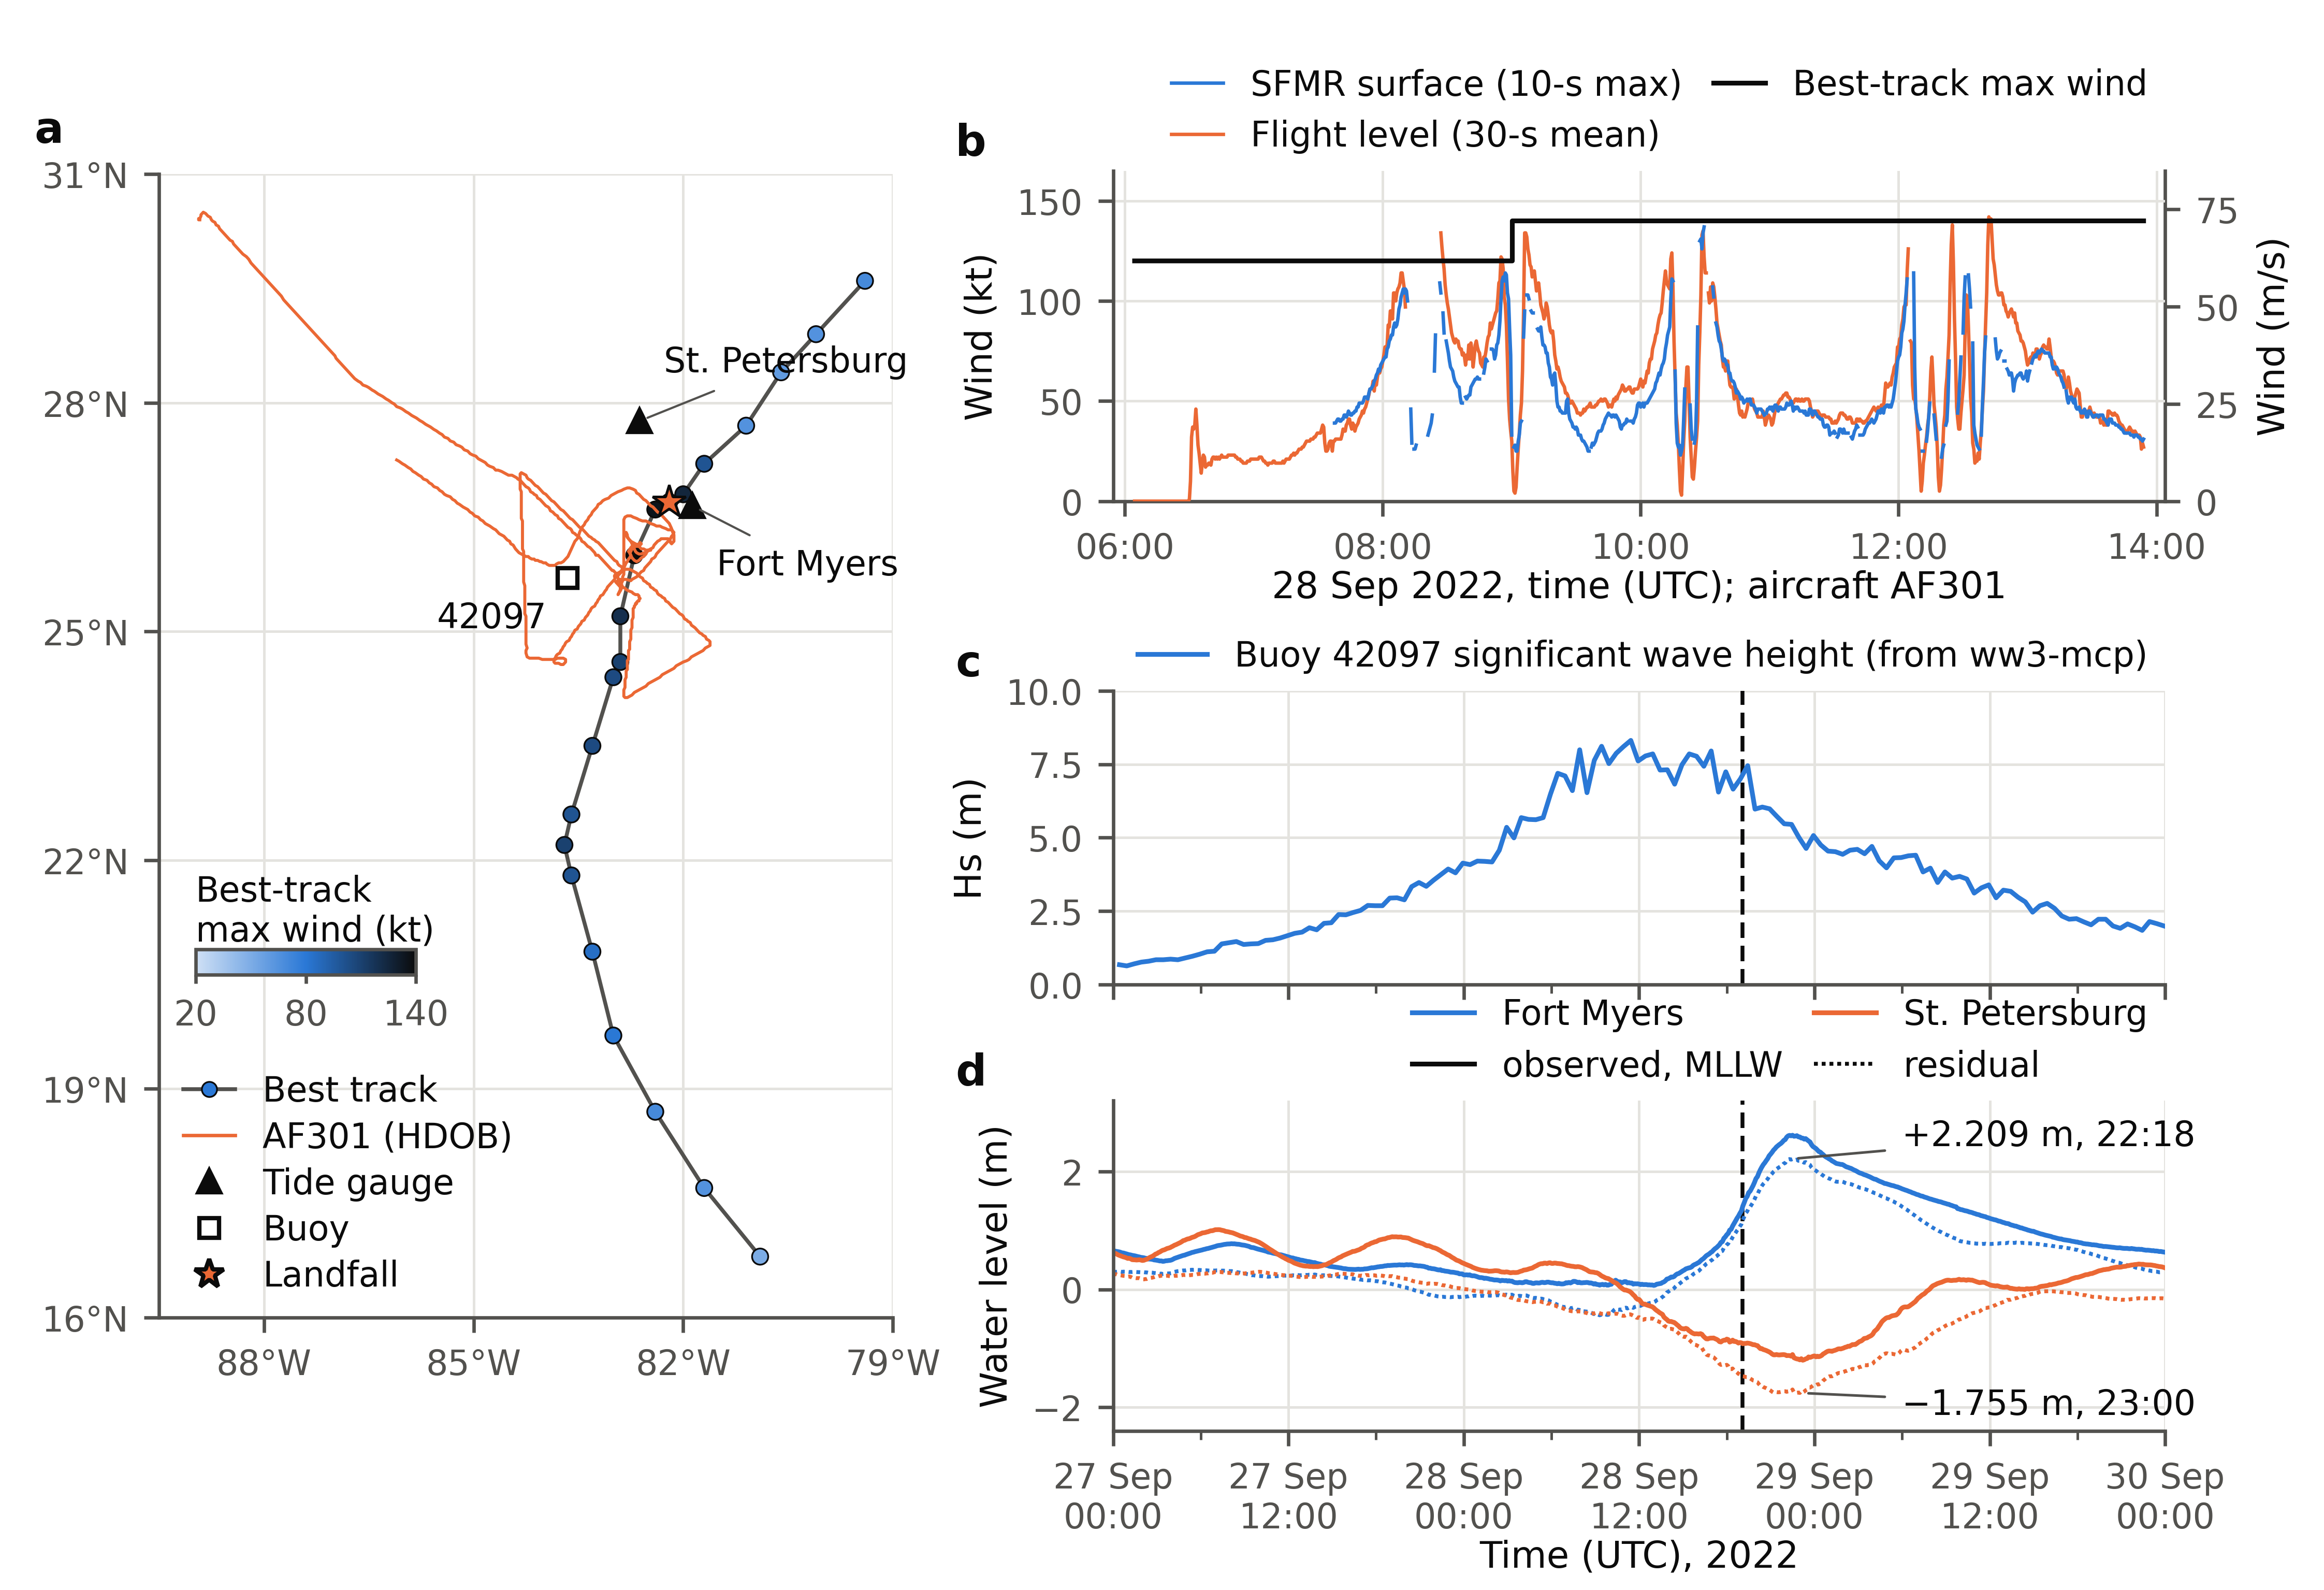 a
31°N
28°N
25°N
22°N
19°N
16°N
88°W
85°W
82°W
79°W
St. Petersburg
Fort Myers
42097
Best-track
max wind (kt)
20
80
140
Best track
AF301 (HDOB)
Tide gauge
Buoy
Landfall
b
SFMR surface (10-s max)
Best-track max wind
Flight level (30-s mean)
Wind (kt)
150
100
50
0
75
50
25
0
Wind (m/s)
06:00
08:00
10:00
12:00
14:00
28 Sep 2022, time (UTC); aircraft AF301
c
Buoy 42097 significant wave height (from ww3-mcp)
Hs (m)
10.0
7.5
5.0
2.5
0.0
d
Fort Myers
St. Petersburg
observed, MLLW
residual
Water level (m)
2
0
−2
+2.209 m, 22:18
−1.755 m, 23:00
27 Sep 00:00
27 Sep 12:00
28 Sep 00:00
28 Sep 12:00
29 Sep 00:00
29 Sep 12:00
30 Sep 00:00
Time (UTC), 2022